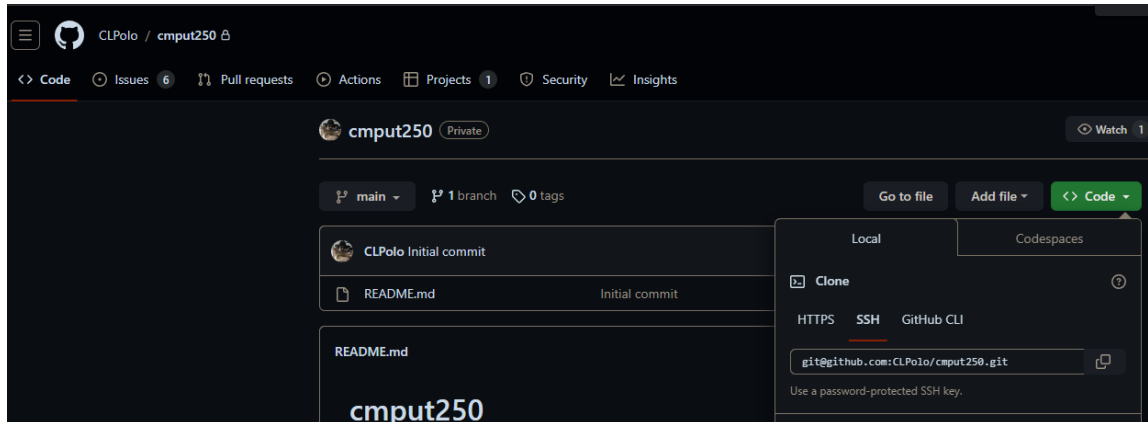 CLPolo / cmput250
Code Issues 6 Pull requests Actions Projects 1 Security Insights
cmput250 Private Watch 1
main 1 branch 0 tags Go to file Add file <> Code
Local Codespaces
CLPolo Initial commit
Clone
README.md Initial commit
HTTPS SSH GitHub CLI
README.md
git@github.com:CLPolo/cmput250.git
Use a password-protected SSH key.
cmput250